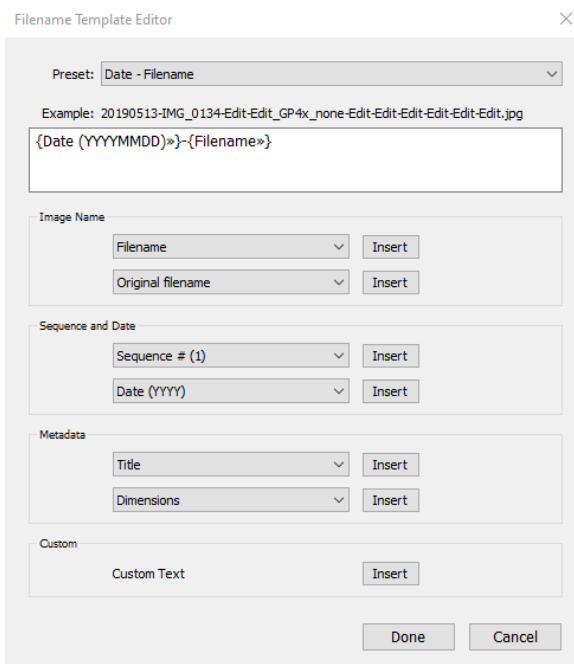 Filename Template Editor
Preset: Date - Filename
Example: 20190513-IMG_0134-Edit-Edit_GP4x_none-Edit-Edit-Edit-Edit-Edit-Edit.jpg
{Date (YYYYMMDD)»}-{Filename»}
Image Name
Filename Insert
Original filename Insert
Sequence and Date
Sequence # (1) Insert
Date (YYYY) Insert
Metadata
Title Insert
Dimensions Insert
Custom
Custom Text Insert
Done Cancel